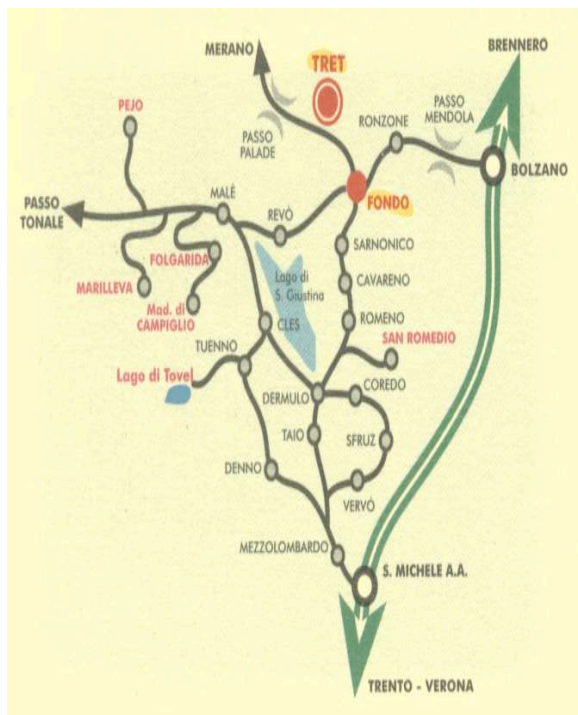 BRENNERO
MERANO
TRET
PASSO
MENDOLA
PEJO
RONZONE
PASSO
PALADE
BOLZANO
MALÉ
PASSO
TONALE
FONDO
REVÒ
SARNONICO
FOLGARIDA
Lago di
S. Giustina
CAVARENO
MARILLEVA
Mad. di
CAMPIGLIO
CLES
ROMENO
SAN ROMEDIO
TUENNO
Lago di Tovel
DERMULO
COREDO
TAIO
SFRUZ
DENNO
VERVÓ
MEZZOLOMBARDO
S. MICHELE A.A.
TRENTO - VERONA